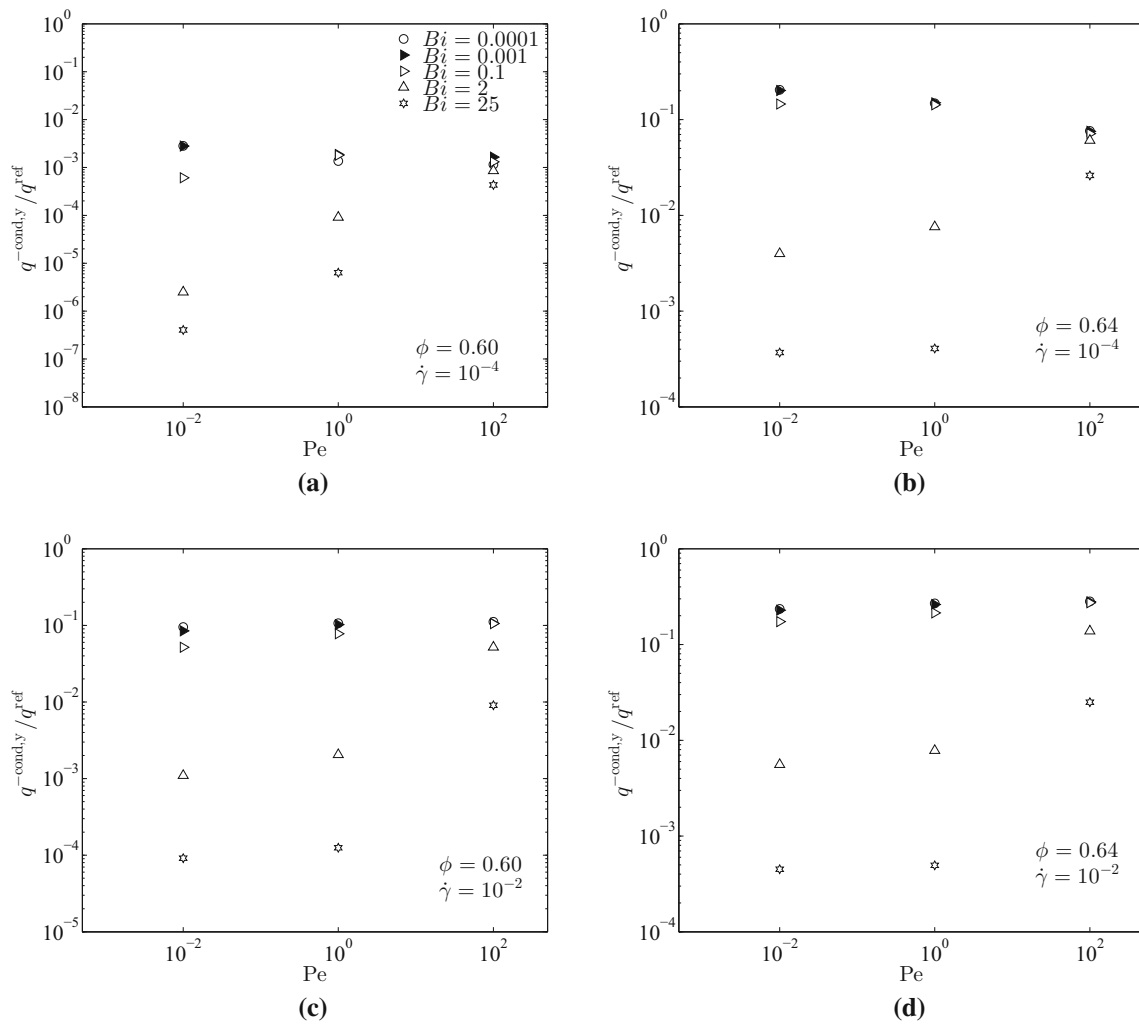 10^0
10^-1
10^-2
10^-3
10^-4
10^-5
10^-6
10^-7
10^-8
q^-cond,y/q^ref
Bi = 0.0001
Bi = 0.001
Bi = 0.1
Bi = 2
Bi = 25
ϕ = 0.60
γ̇ = 10^-4
10^-2 10^0 10^2
Pe
(a)
10^0
10^-1
10^-2
10^-3
10^-4
q^-cond,y/q^ref
ϕ = 0.64
γ̇ = 10^-4
10^-2 10^0 10^2
Pe
(b)
10^0
10^-1
10^-2
10^-3
10^-4
10^-5
q^-cond,y/q^ref
ϕ = 0.60
γ̇ = 10^-2
10^-2 10^0 10^2
Pe
(c)
10^0
10^-1
10^-2
10^-3
10^-4
q^-cond,y/q^ref
ϕ = 0.64
γ̇ = 10^-2
10^-2 10^0 10^2
Pe
(d)